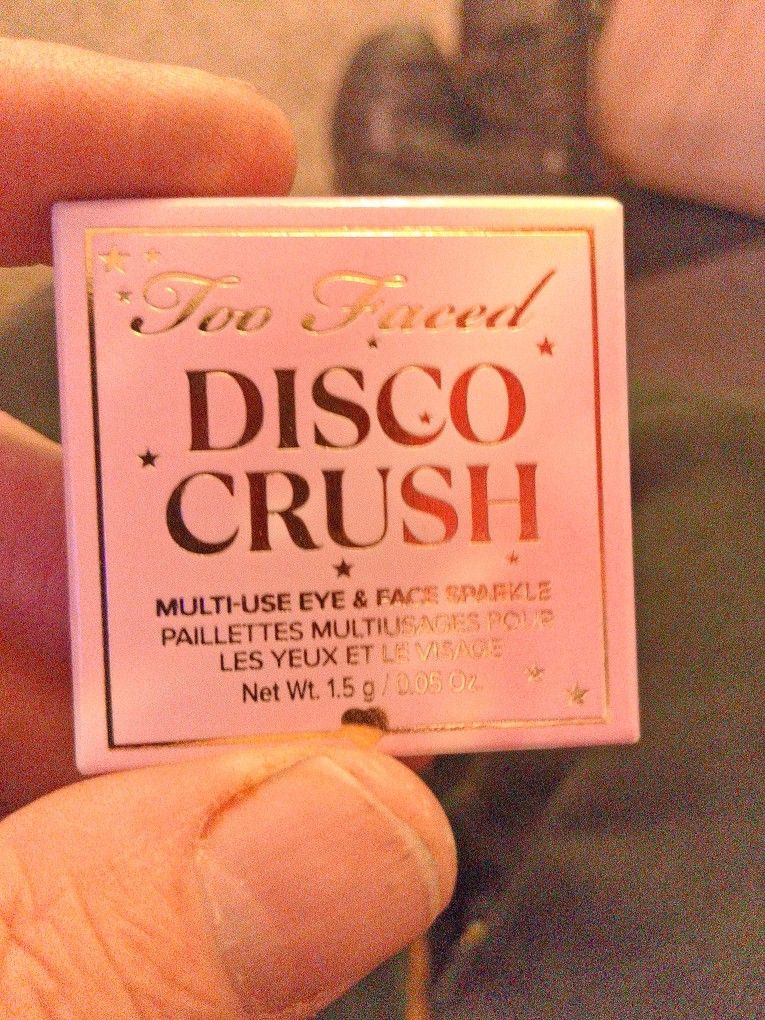 Too Faced
DISCO
CRUSH
MULTI-USE EYE & FACE SPARKLE
PAILLETTES MULTIUSAGES POUR
LES YEUX ET LE VISAGE
Net Wt. 1.5 g / 0.05 Oz.